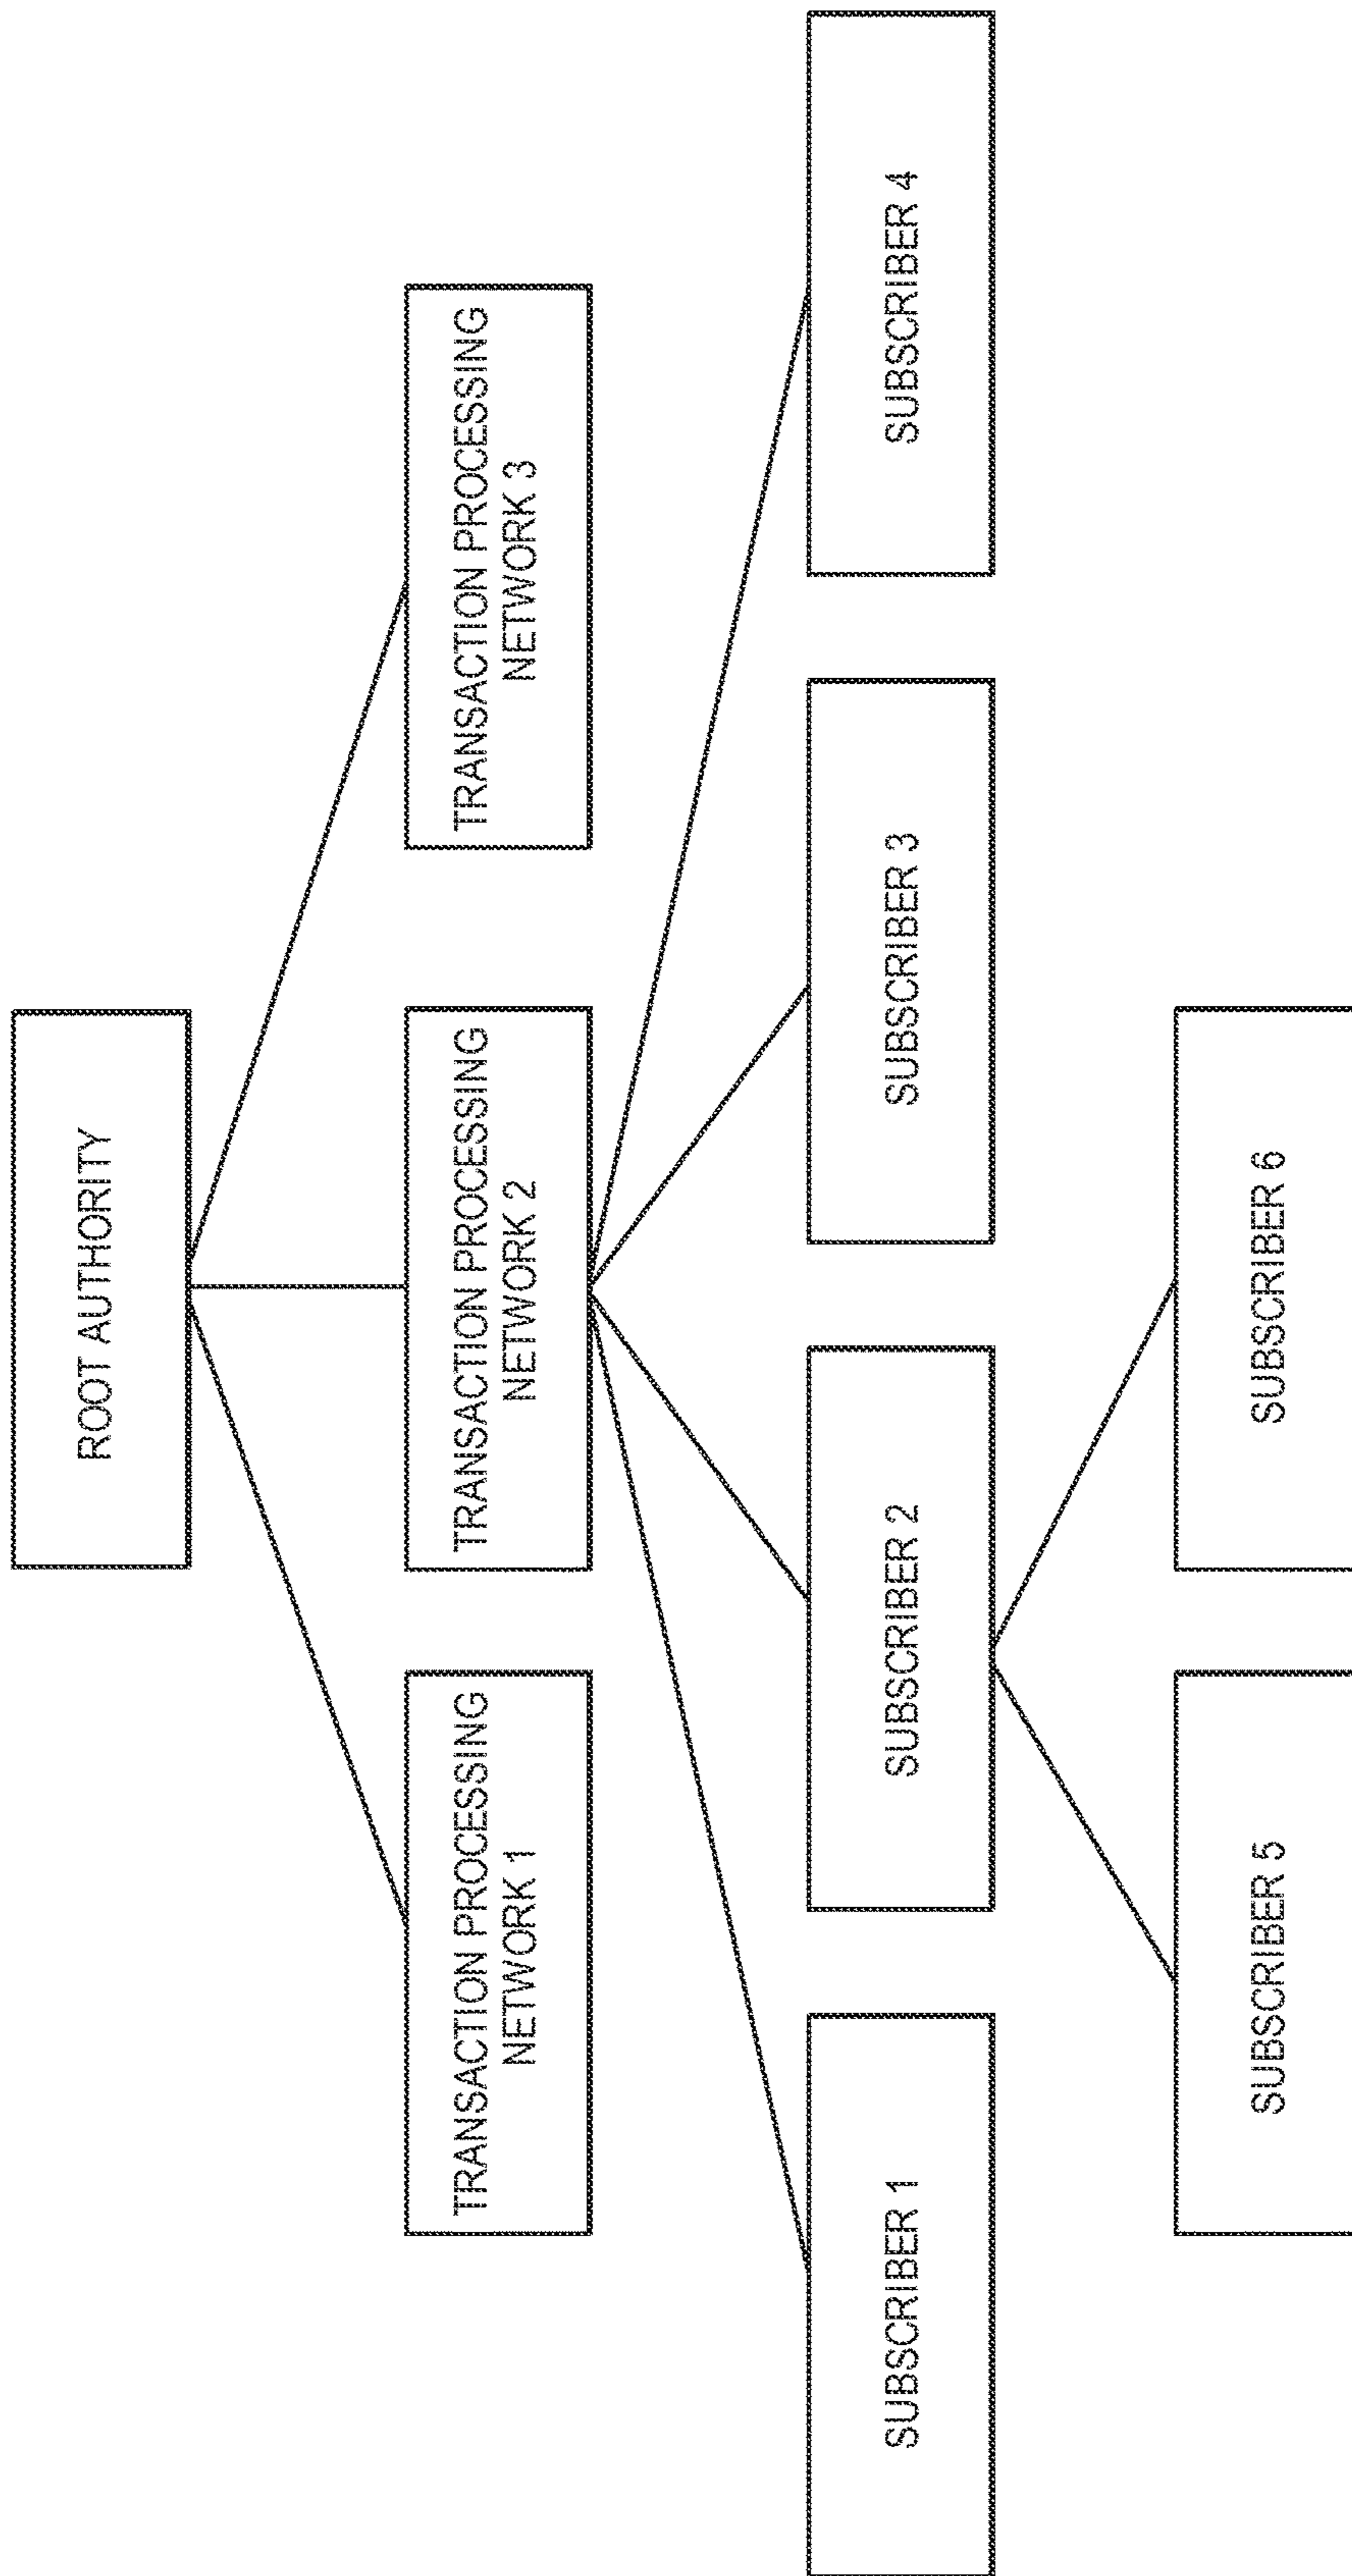 ROOT AUTHORITY
TRANSACTION PROCESSING
NETWORK 1
TRANSACTION PROCESSING
NETWORK 2
TRANSACTION PROCESSING
NETWORK 3
SUBSCRIBER 1
SUBSCRIBER 2
SUBSCRIBER 3
SUBSCRIBER 4
SUBSCRIBER 5
SUBSCRIBER 6